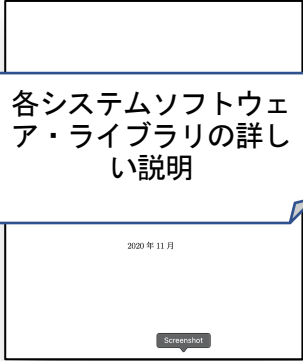 各システムソフトウェ
ア・ライブラリの詳し
い説明
2020 年 11 月
Screenshot